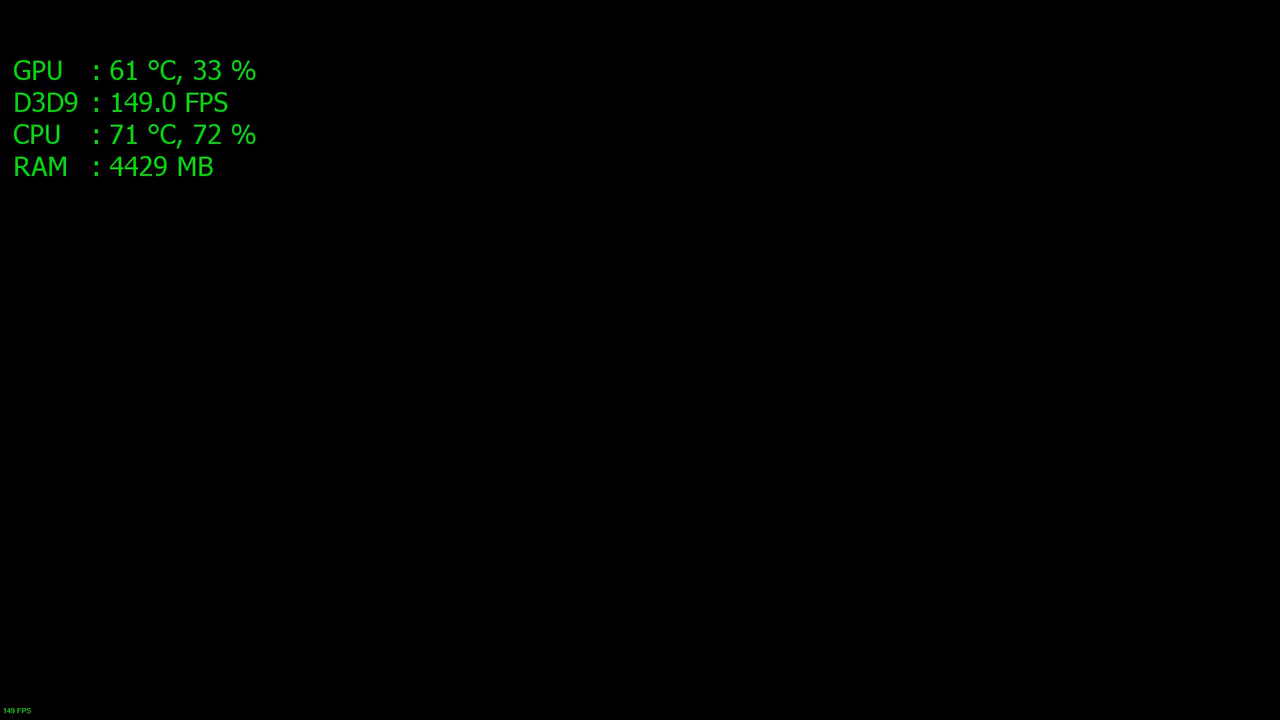 GPU : 61 °C, 33 %
D3D9 : 149.0 FPS
CPU : 71 °C, 72 %
RAM : 4429 MB
149 FPS